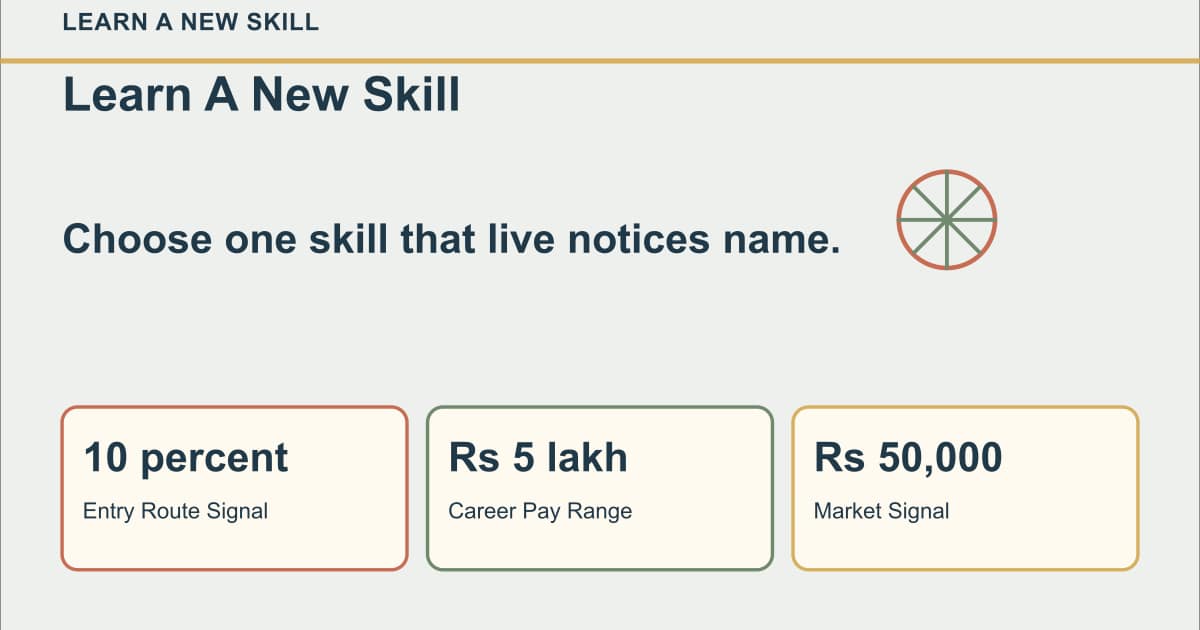 LEARN A NEW SKILL
Learn A New Skill
Choose one skill that live notices name.
10 percent
Entry Route Signal
Rs 5 lakh
Career Pay Range
Rs 50,000
Market Signal